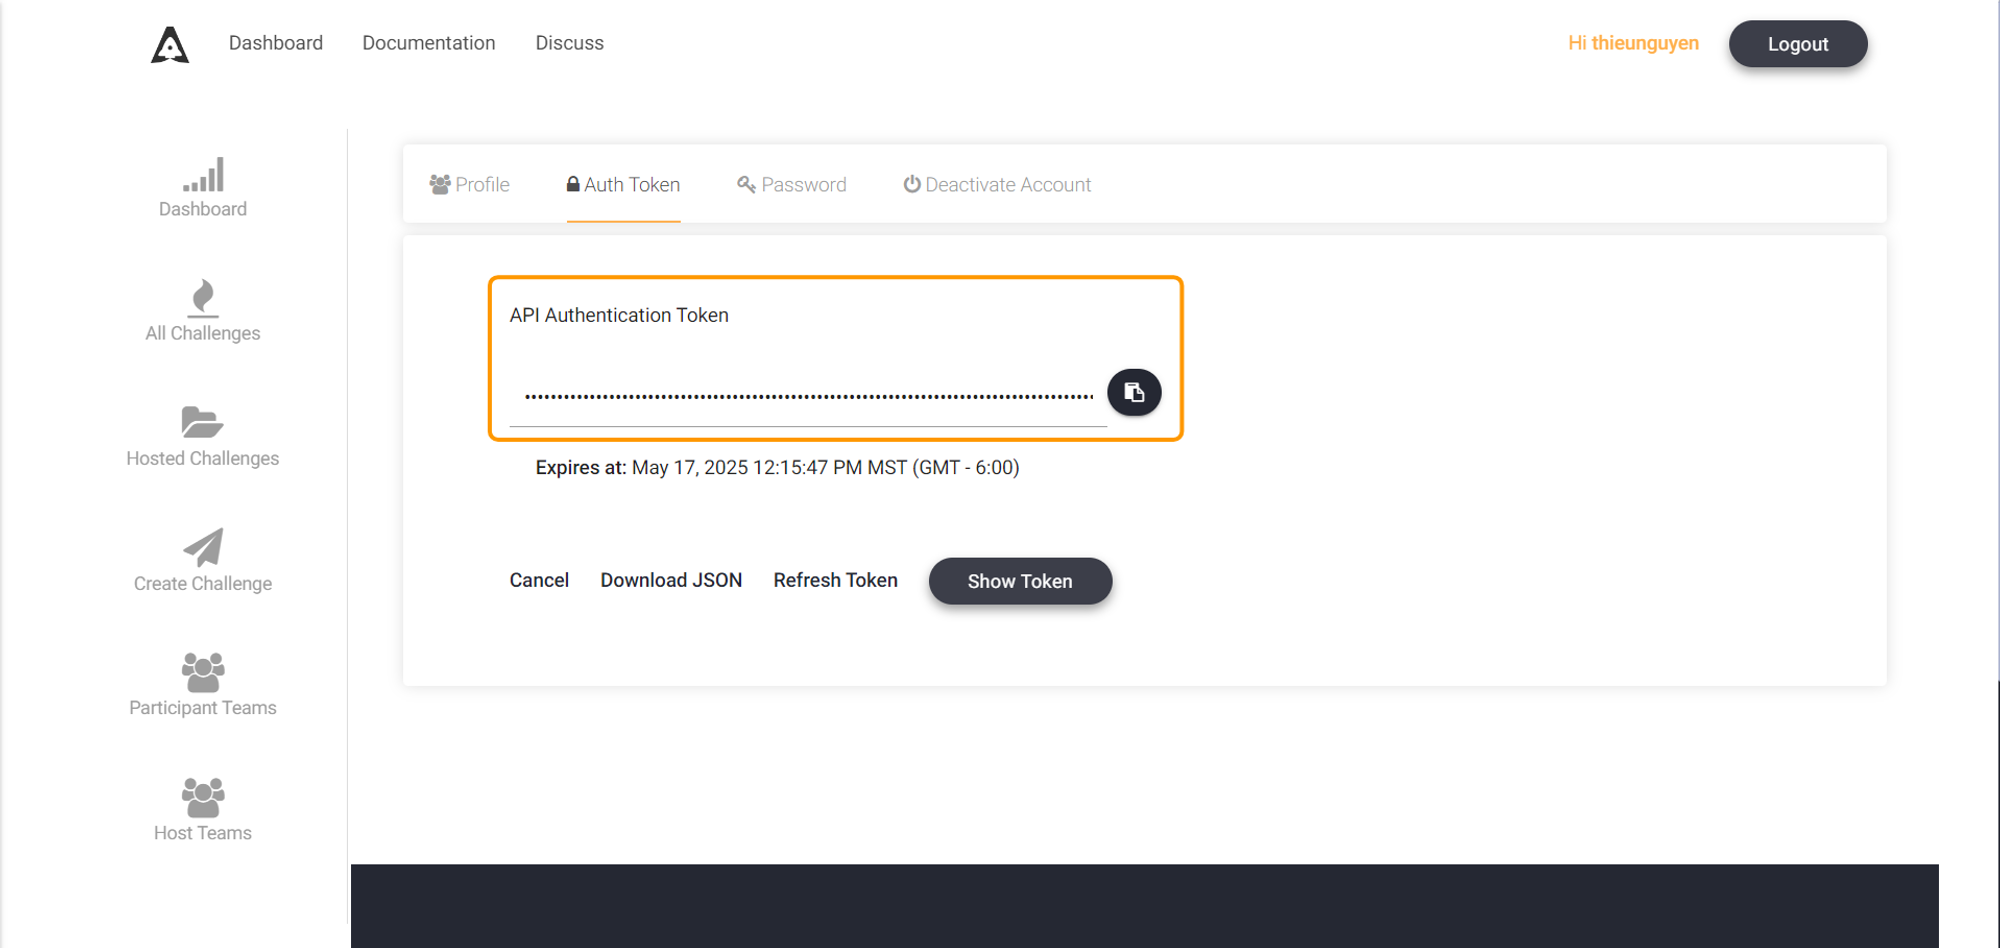 Dashboard
Documentation
Discuss
Hi thieunguyen
Logout
Dashboard
All Challenges
Hosted Challenges
Create Challenge
Participant Teams
Host Teams
Profile
Auth Token
Password
Deactivate Account
API Authentication Token
Expires at: May 17, 2025 12:15:47 PM MST (GMT - 6:00)
Cancel
Download JSON
Refresh Token
Show Token